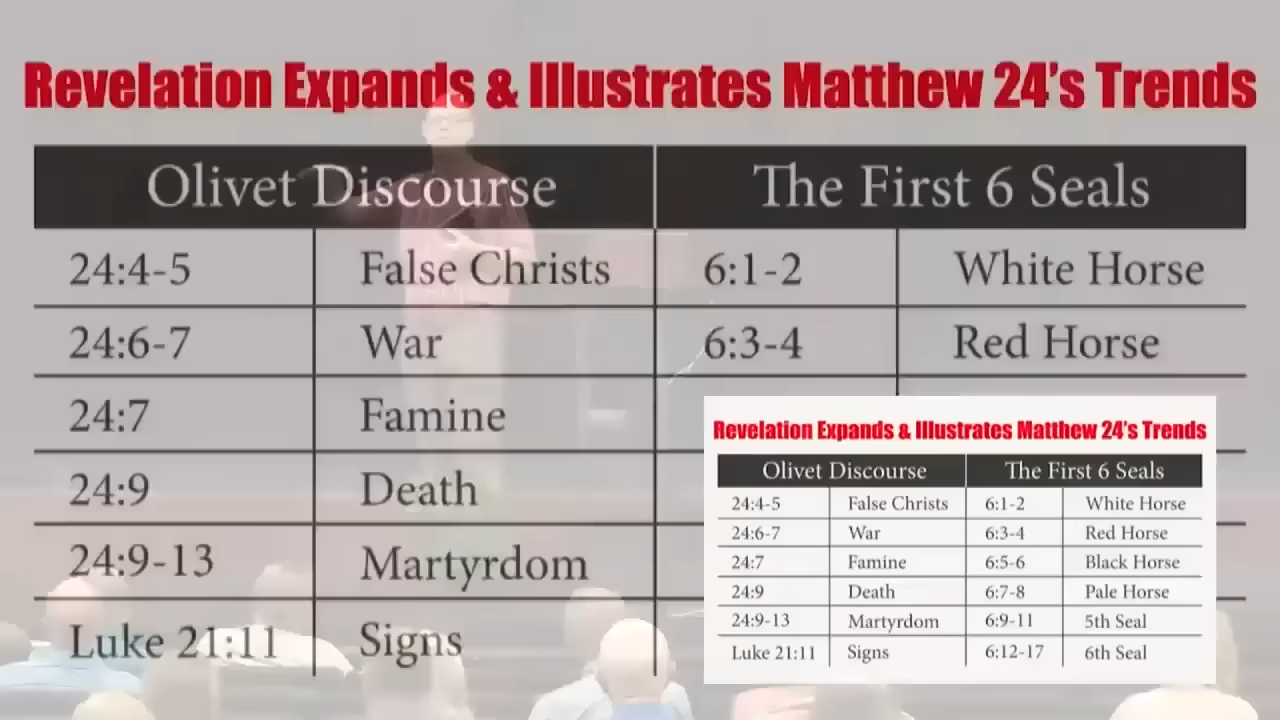 Revelation Expands & Illustrates Matthew 24's Trends
Olivet Discourse The First 6 Seals
24:4-5 False Christs 6:1-2 White Horse
24:6-7 War 6:3-4 Red Horse
24:7 Famine
24:9 Death
24:9-13 Martyrdom
Luke 21:11 Signs
Revelation Expands & Illustrates Matthew 24's Trends
Olivet Discourse The First 6 Seals
24:4-5 False Christs 6:1-2 White Horse
24:6-7 War 6:3-4 Red Horse
24:7 Famine 6:5-6 Black Horse
24:9 Death 6:7-8 Pale Horse
24:9-13 Martyrdom 6:9-11 5th Seal
Luke 21:11 Signs 6:12-17 6th Seal